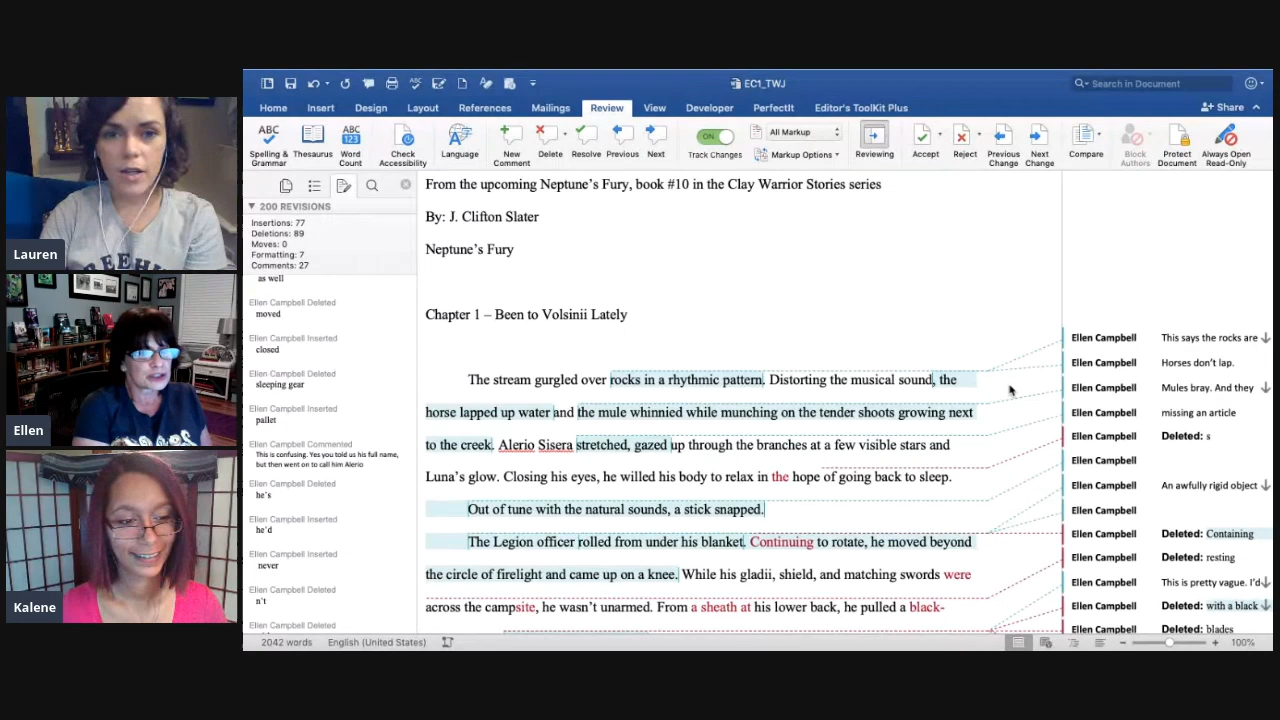 EC1_TWJ
Search in Document
Home Insert Design Layout References Mailings Review View Developer PerfectIt Editor's ToolKit Plus
Share
ABC
Spelling & Grammar
Thesaurus
ABC 123
Word Count
Check Accessibility
Language
New Comment
Delete
Resolve
Previous
Next
ON
Track Changes
All Markup
Markup Options
Reviewing
Accept
Reject
Previous Change
Next Change
Compare
Block Authors
Protect Document
Always Open Read-Only
200 REVISIONS
Insertions: 77
Deletions: 89
Moves: 0
Formatting: 7
Comments: 27
as well
Ellen Campbell Deleted
moved
Ellen Campbell Inserted
closed
Ellen Campbell Deleted
sleeping gear
Ellen Campbell Inserted
pallet
Ellen Campbell Commented
This is confusing. Yes you told us his full name,
but then went on to call him Alerio
Ellen Campbell Deleted
he's
Ellen Campbell Inserted
he'd
Ellen Campbell Inserted
never
Ellen Campbell Deleted
n't
From the upcoming Neptune's Fury, book #10 in the Clay Warrior Stories series
By: J. Clifton Slater
Neptune's Fury
Chapter 1 – Been to Volsinii Lately
The stream gurgled over rocks in a rhythmic pattern. Distorting the musical sound, the
horse lapped up water and the mule whinnied while munching on the tender shoots growing next
to the creek. Alerio Sisera stretched, gazed up through the branches at a few visible stars and
Luna's glow. Closing his eyes, he willed his body to relax in the hope of going back to sleep.
Out of tune with the natural sounds, a stick snapped.
The Legion officer rolled from under his blanket. Continuing to rotate, he moved beyond
the circle of firelight and came up on a knee. While his gladii, shield, and matching swords were
across the campsite, he wasn't unarmed. From a sheath at his lower back, he pulled a black-
Ellen Campbell This says the rocks are
Ellen Campbell Horses don't lap.
Ellen Campbell Mules bray. And they
Ellen Campbell missing an article
Ellen Campbell Deleted: s
Ellen Campbell
Ellen Campbell An awfully rigid object
Ellen Campbell
Ellen Campbell Deleted: Containing
Ellen Campbell Deleted: resting
Ellen Campbell This is pretty vague. I'd
Ellen Campbell Deleted: with a black
Ellen Campbell Deleted: blades
2042 words English (United States)
100%
Lauren
Ellen
Kalene